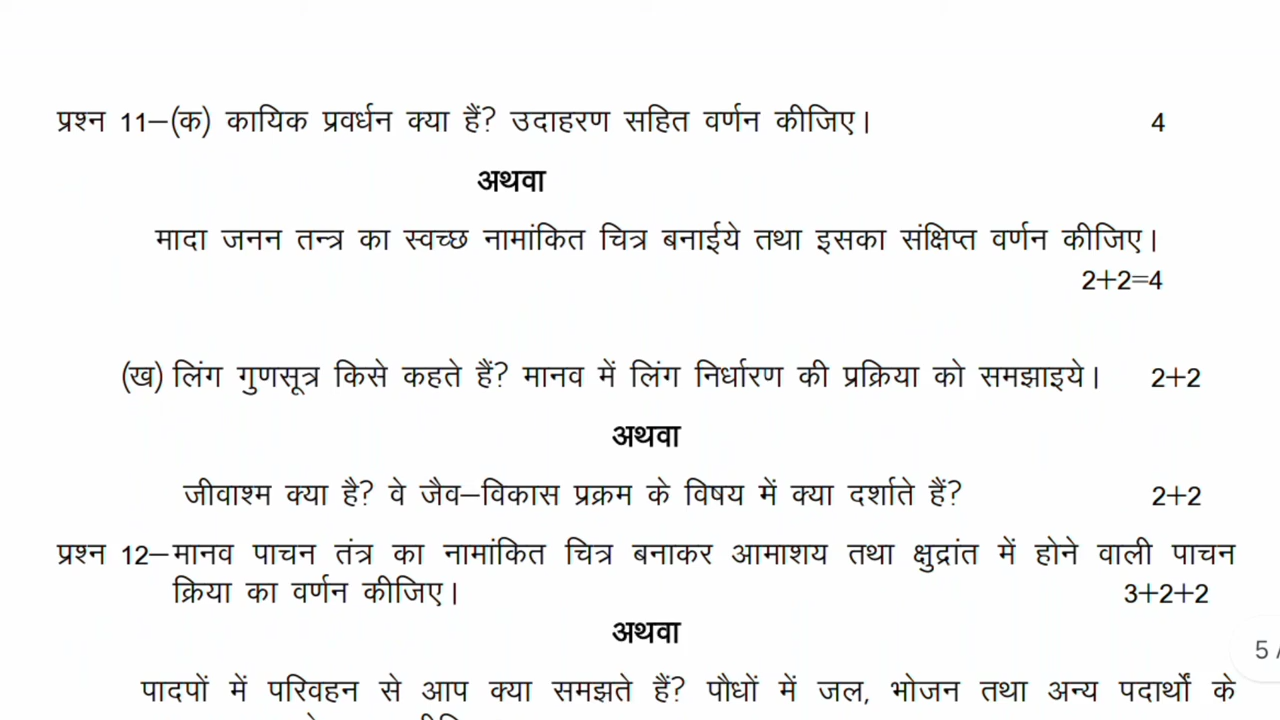 प्रश्न 11–(क) कायिक प्रवर्धन क्या हैं? उदाहरण सहित वर्णन कीजिए। 4
अथवा
मादा जनन तन्त्र का स्वच्छ नामांकित चित्र बनाईये तथा इसका संक्षिप्त वर्णन कीजिए।
2+2=4
(ख) लिंग गुणसूत्र किसे कहते हैं? मानव में लिंग निर्धारण की प्रक्रिया को समझाइये। 2+2
अथवा
जीवाश्म क्या है? वे जैव–विकास प्रक्रम के विषय में क्या दर्शाते हैं? 2+2
प्रश्न 12–मानव पाचन तंत्र का नामांकित चित्र बनाकर आमाशय तथा क्षुद्रांत में होने वाली पाचन
क्रिया का वर्णन कीजिए। 3+2+2
अथवा
5
पादपों में परिवहन से आप क्या समझते हैं? पौधों में जल, भोजन तथा अन्य पदार्थों के